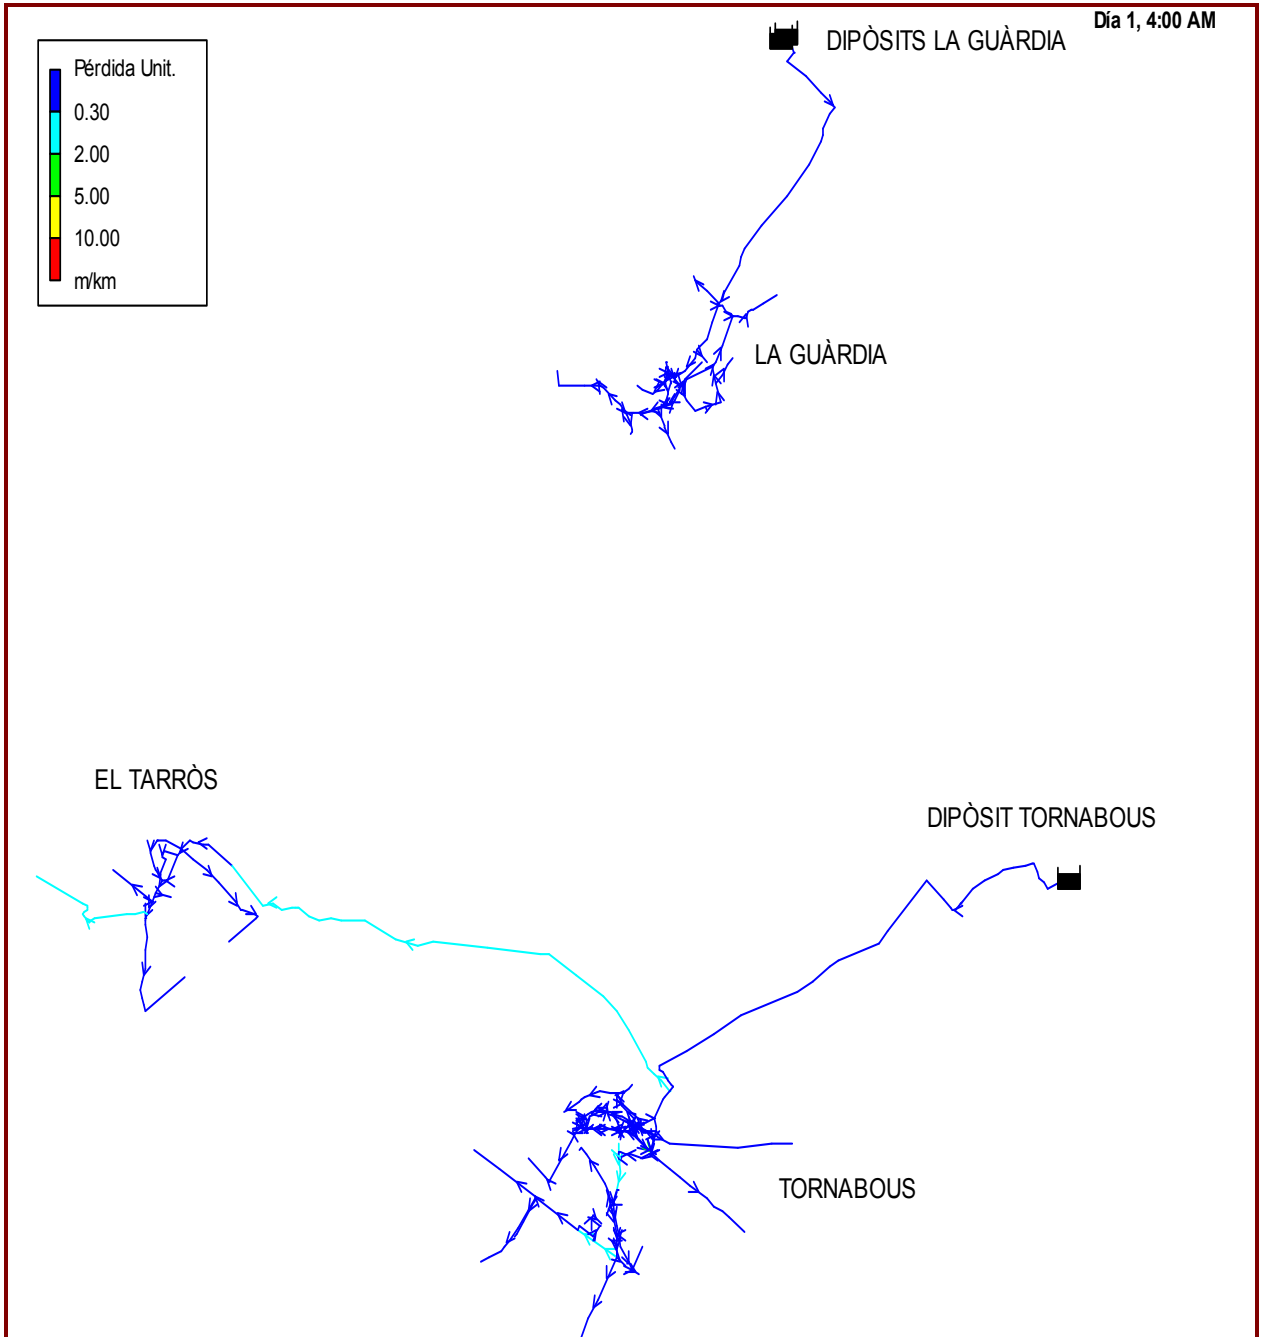 Día 1, 4:00 AM
DIPÒSITS LA GUÀRDIA
Pérdida Unit.
0.30
2.00
5.00
10.00
m/km
LA GUÀRDIA
EL TARRÒS
DIPÒSIT TORNABOUS
TORNABOUS